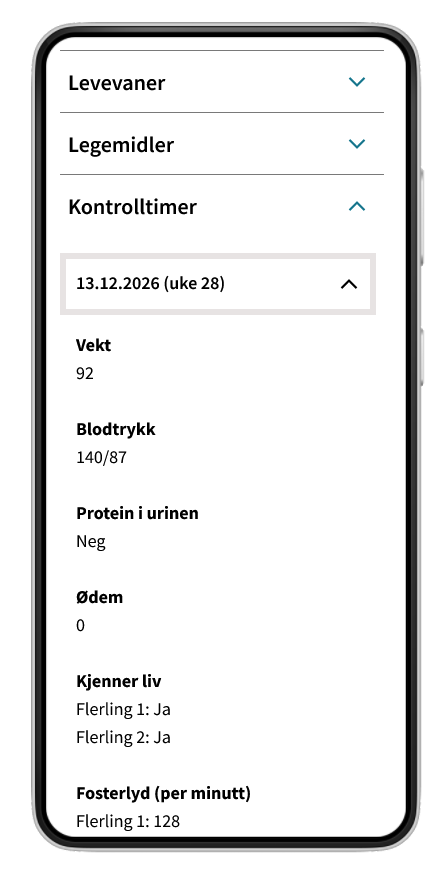 Levevaner
Legemidler
Kontrolltimer
13.12.2026 (uke 28)
Vekt
92
Blodtrykk
140/87
Protein i urinen
Neg
Ødem
0
Kjenner liv
Flerling 1: Ja
Flerling 2: Ja
Fosterlyd (per minutt)
Flerling 1: 128